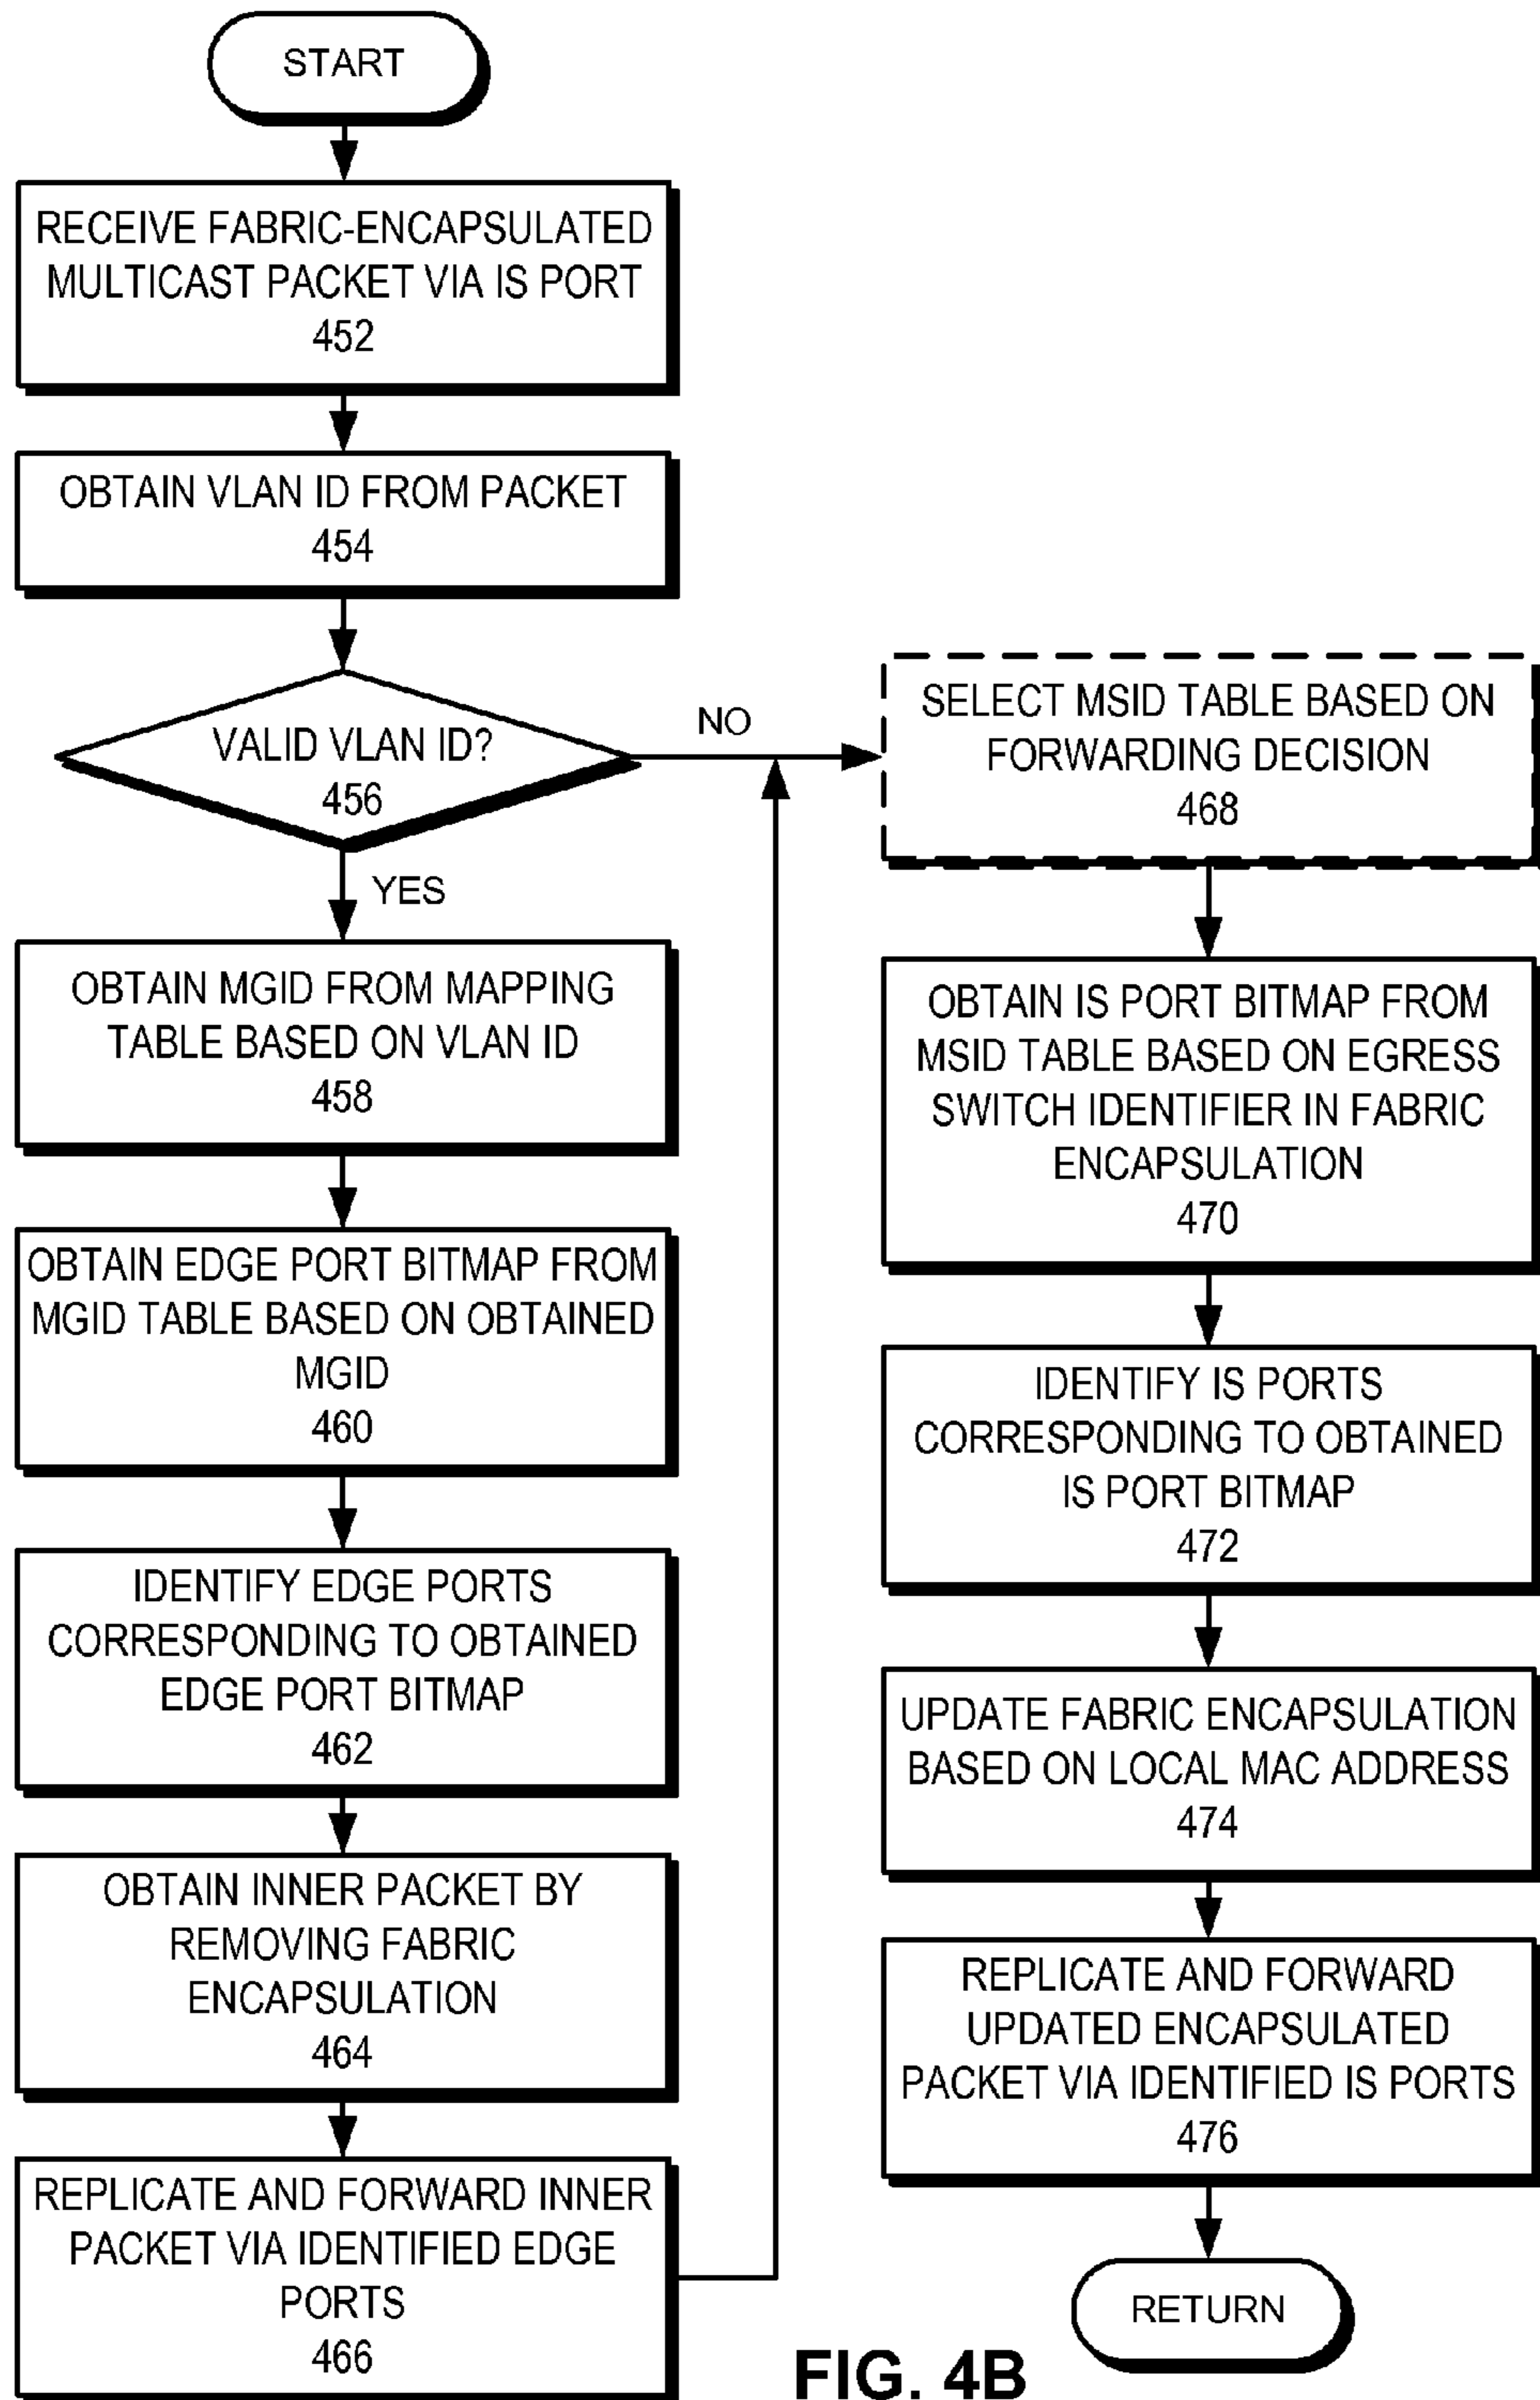 START
RECEIVE FABRIC-ENCAPSULATED
MULTICAST PACKET VIA IS PORT
452
OBTAIN VLAN ID FROM PACKET
454
VALID VLAN ID?
456
NO
YES
OBTAIN MGID FROM MAPPING
TABLE BASED ON VLAN ID
458
OBTAIN EDGE PORT BITMAP FROM
MGID TABLE BASED ON OBTAINED
MGID
460
IDENTIFY EDGE PORTS
CORRESPONDING TO OBTAINED
EDGE PORT BITMAP
462
OBTAIN INNER PACKET BY
REMOVING FABRIC
ENCAPSULATION
464
REPLICATE AND FORWARD INNER
PACKET VIA IDENTIFIED EDGE
PORTS
466
SELECT MSID TABLE BASED ON
FORWARDING DECISION
468
OBTAIN IS PORT BITMAP FROM
MSID TABLE BASED ON EGRESS
SWITCH IDENTIFIER IN FABRIC
ENCAPSULATION
470
IDENTIFY IS PORTS
CORRESPONDING TO OBTAINED
IS PORT BITMAP
472
UPDATE FABRIC ENCAPSULATION
BASED ON LOCAL MAC ADDRESS
474
REPLICATE AND FORWARD
UPDATED ENCAPSULATED
PACKET VIA IDENTIFIED IS PORTS
476
RETURN
FIG. 4B